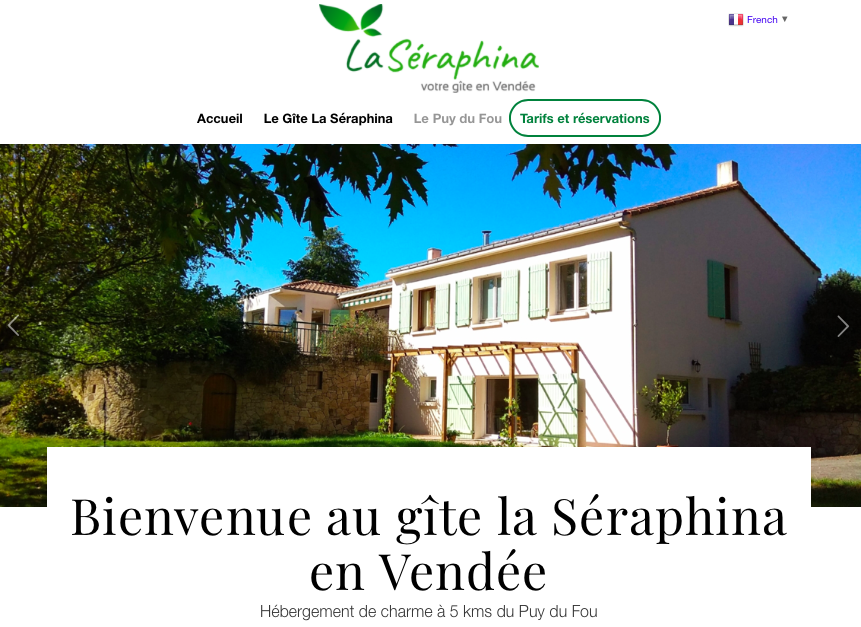 La Séraphina
votre gîte en Vendée
French ▼
Accueil Le Gîte La Séraphina Le Puy du Fou Tarifs et réservations
Bienvenue au gîte la Séraphina
en Vendée
Hébergement de charme à 5 kms du Puy du Fou